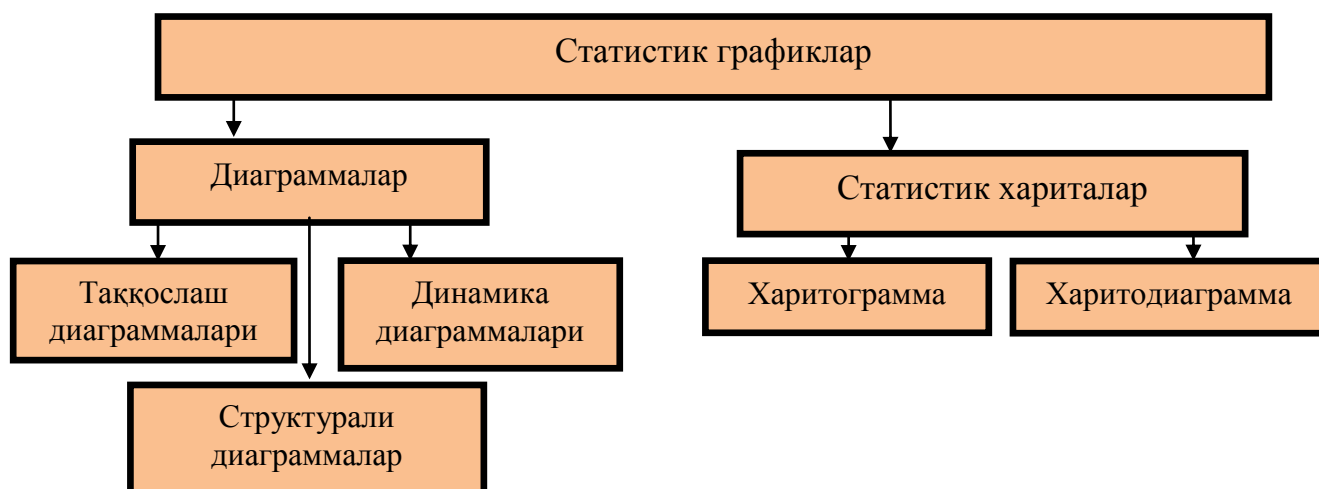 Статистик графиклар
Диаграммалар
Статистик хариталар
Таққослаш
диаграммалари
Динамика
диаграммалари
Харитограмма
Харитодиаграмма
Структурали
диаграммалар